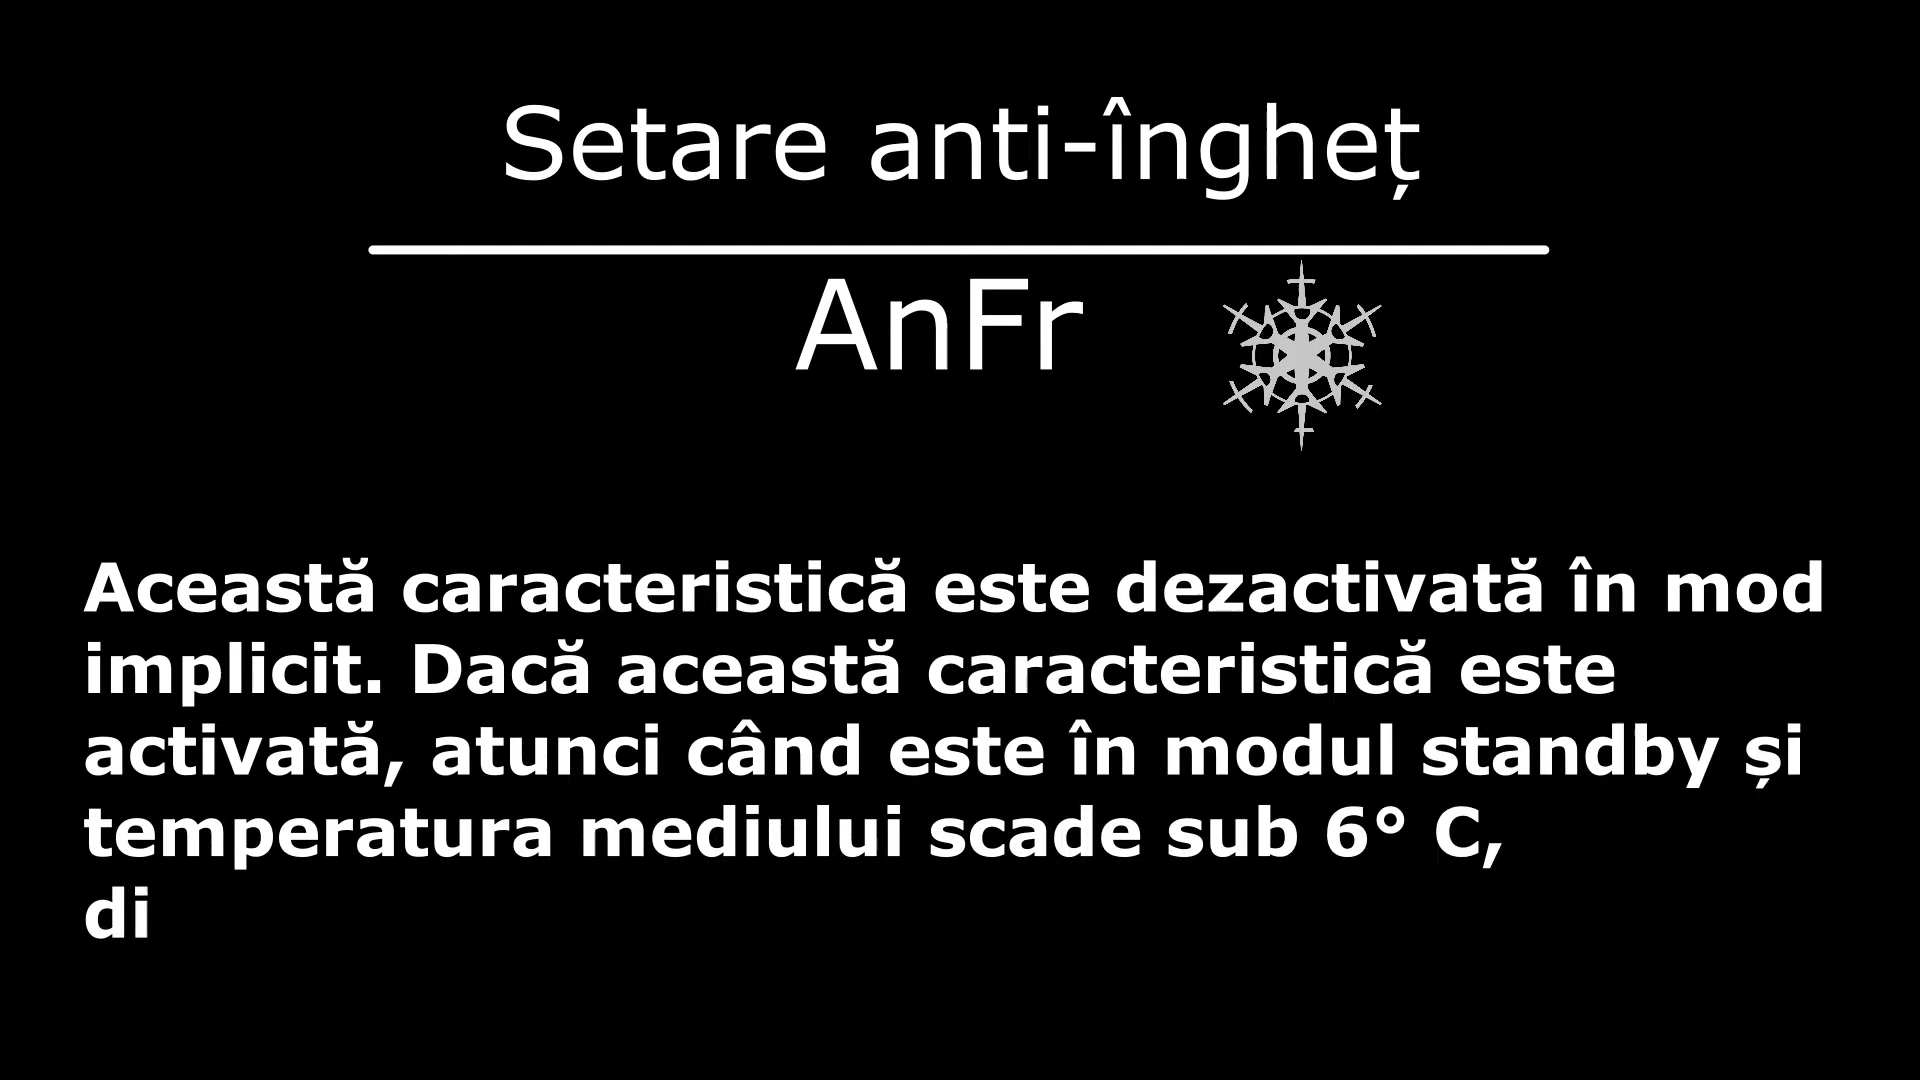 Setare anti-îngheț
AnFr
Această caracteristică este dezactivată în mod
implicit. Dacă această caracteristică este
activată, atunci când este în modul standby și
temperatura mediului scade sub 6° C,
di